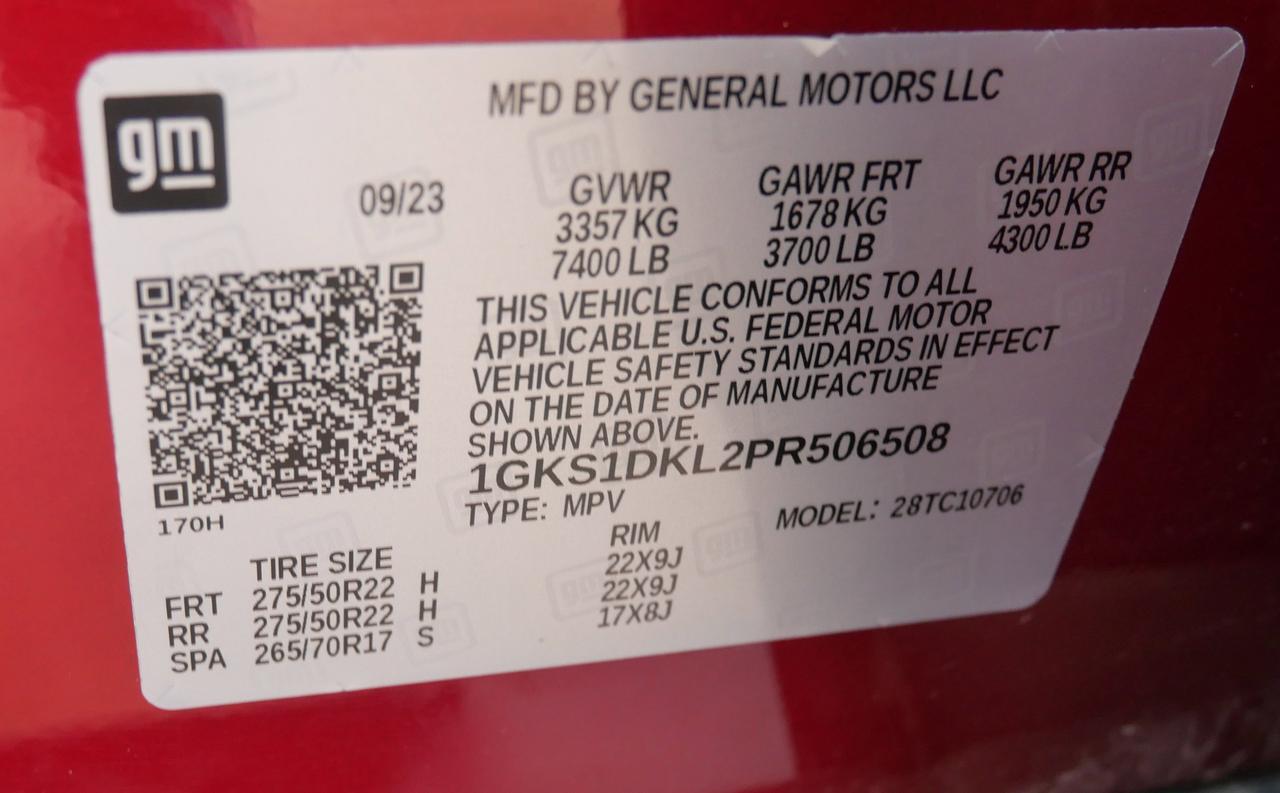 gm
MFD BY GENERAL MOTORS LLC
09/23 GVWR GAWR FRT GAWR RR
3357 KG 1678 KG 1950 KG
7400 LB 3700 LB 4300 LB
THIS VEHICLE CONFORMS TO ALL
APPLICABLE U.S. FEDERAL MOTOR
VEHICLE SAFETY STANDARDS IN EFFECT
ON THE DATE OF MANUFACTURE
SHOWN ABOVE.
1GKS1DKL2PR506508
170H
TYPE: MPV MODEL: 28TC10706
TIRE SIZE RIM
FRT 275/50R22 H 22X9J
RR 275/50R22 H 22X9J
SPA 265/70R17 S 17X8J